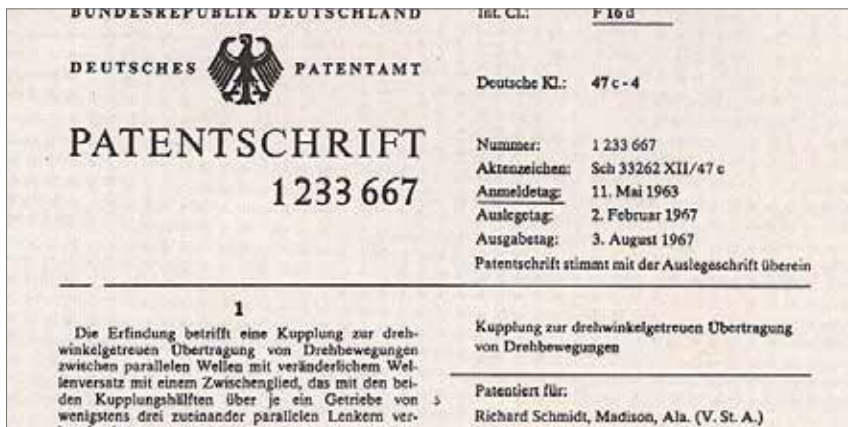 BUNDESREPUBLIK DEUTSCHLAND
DEUTSCHES PATENTAMT
PATENTSCHRIFT
1 233 667
Int. Cl.: F 16 d
Deutsche Kl.: 47 c - 4
Nummer: 1 233 667
Aktenzeichen: Sch 33262 XII/47 c
Anmeldetag: 11. Mai 1963
Auslegetag: 2. Februar 1967
Ausgabetag: 3. August 1967
Patentschrift stimmt mit der Auslegeschrift überein
1
Die Erfindung betrifft eine Kupplung zur dreh-
winkelgetreuen Übertragung von Drehbewegungen
zwischen parallelen Wellen mit veränderlichem Wel-
lenversatz mit einem Zwischenglied, das mit den bei-
den Kupplungshälften über je ein Getriebe von 5
wenigstens drei zueinander parallelen Lenkern ver-
Kupplung zur drehwinkelgetreuen Übertragung
von Drehbewegungen
Patentiert für:
Richard Schmidt, Madison, Ala. (V. St. A.)